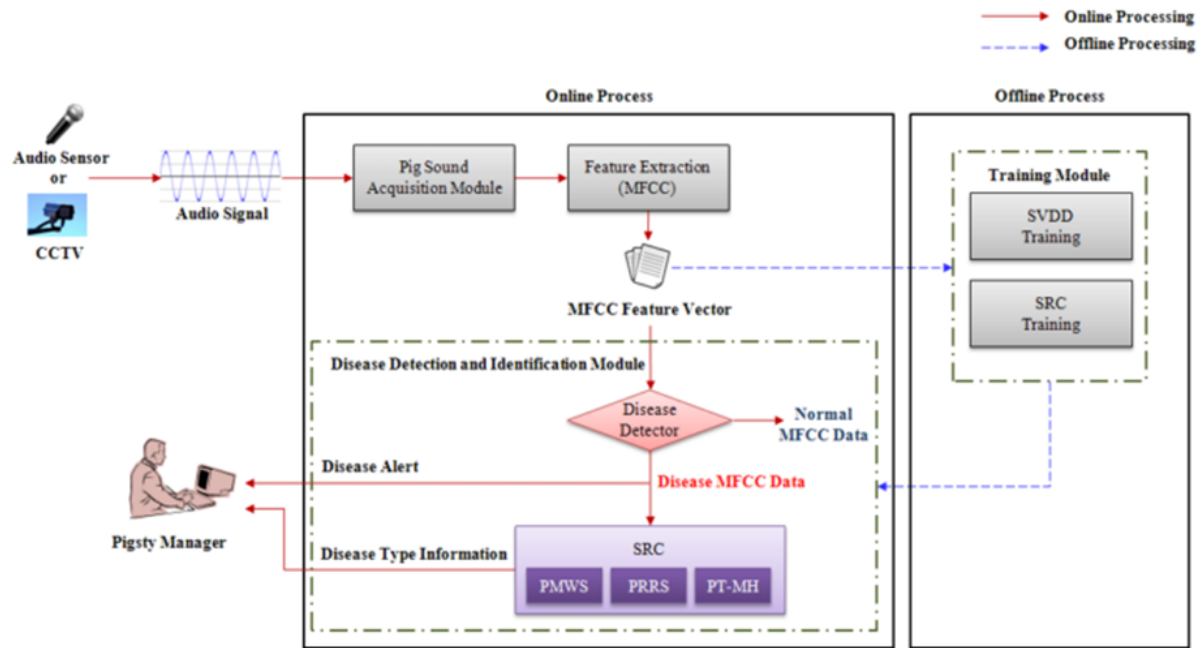 Online Processing
Offline Processing
Online Process
Offline Process
Audio Sensor
or
CCTV
Audio Signal
Pig Sound
Acquisition Module
Feature Extraction
(MFCC)
Training Module
SVDD
Training
SRC
Training
MFCC Feature Vector
Disease Detection and Identification Module
Disease
Detector
Normal
MFCC Data
Disease Alert
Disease MFCC Data
Pigsty Manager
Disease Type Information
SRC
PMWS
PRRS
PT-MH